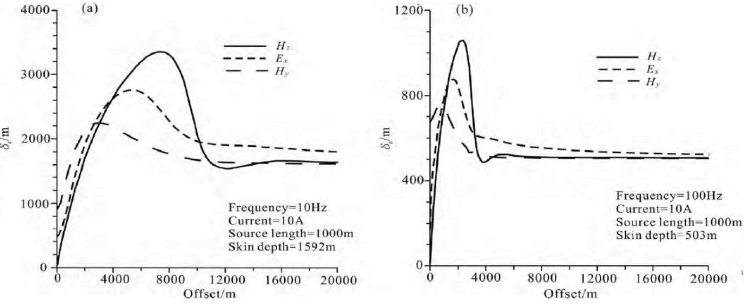 (a)
4000
3000
2000
1000
0
δe/m
Hz
Ex
Hy
Frequency=10Hz
Current=10A
Source length=1000m
Skin depth=1592m
0 4000 8000 12000 16000 20000
Offset/m
(b)
1200
800
400
0
δe/m
Hz
Ex
Hy
Frequency=100Hz
Current=10A
Source length=1000m
Skin depth=503m
0 4000 8000 12000 16000 20000
Offset/m